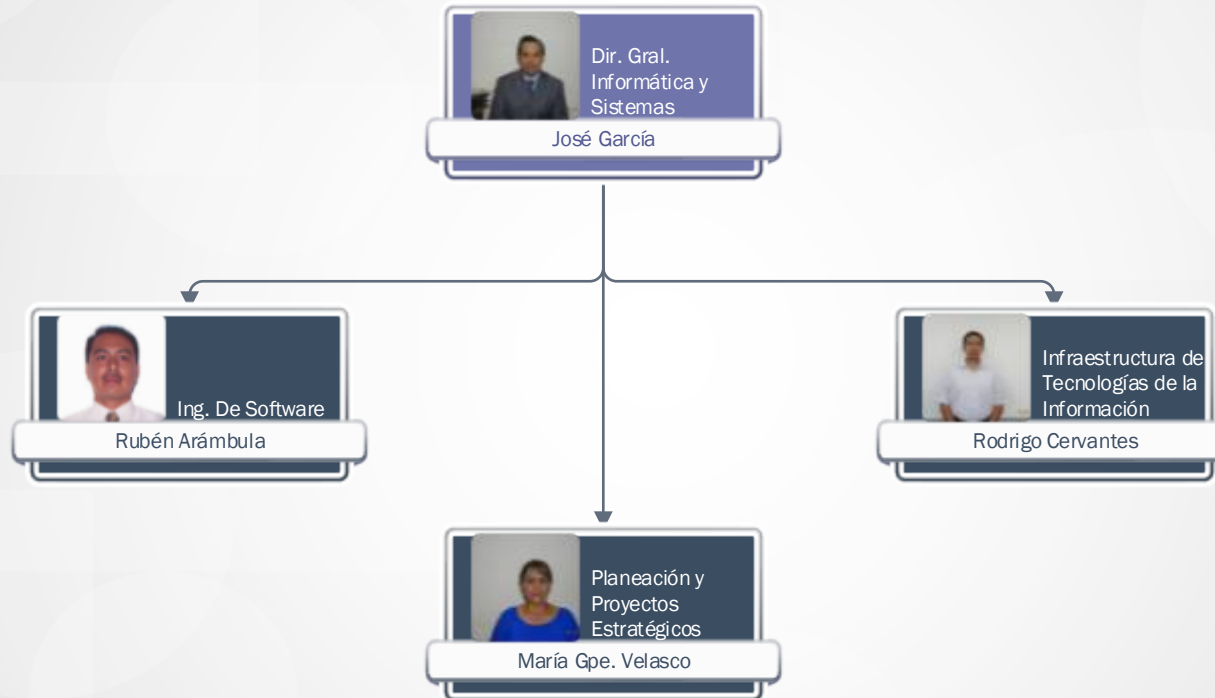 Dir. Gral.
Informática y
Sistemas
José García
Ing. De Software
Rubén Arámbula
Infraestructura de
Tecnologías de la
Información
Rodrigo Cervantes
Planeación y
Proyectos
Estratégicos
María Gpe. Velasco